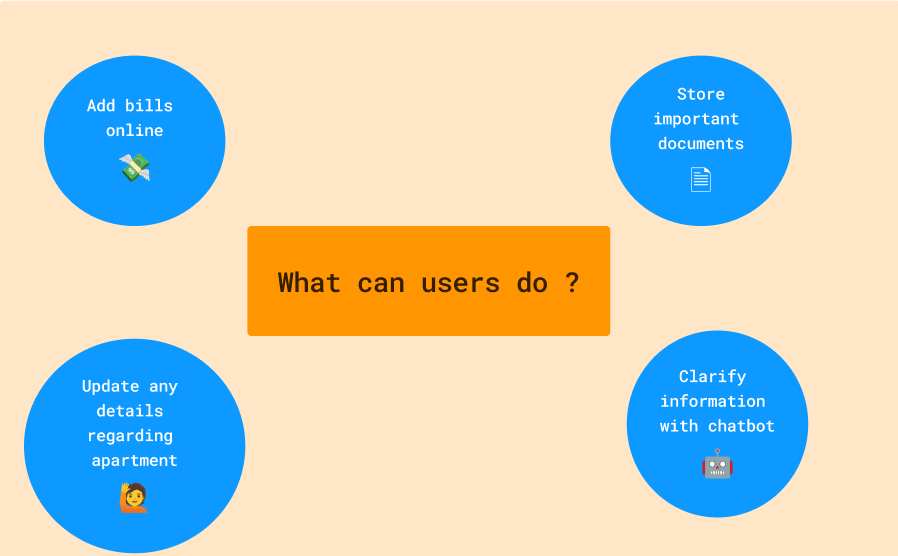 Add bills
online
Store
important
documents
What can users do ?
Update any
details
regarding
apartment
Clarify
information
with chatbot